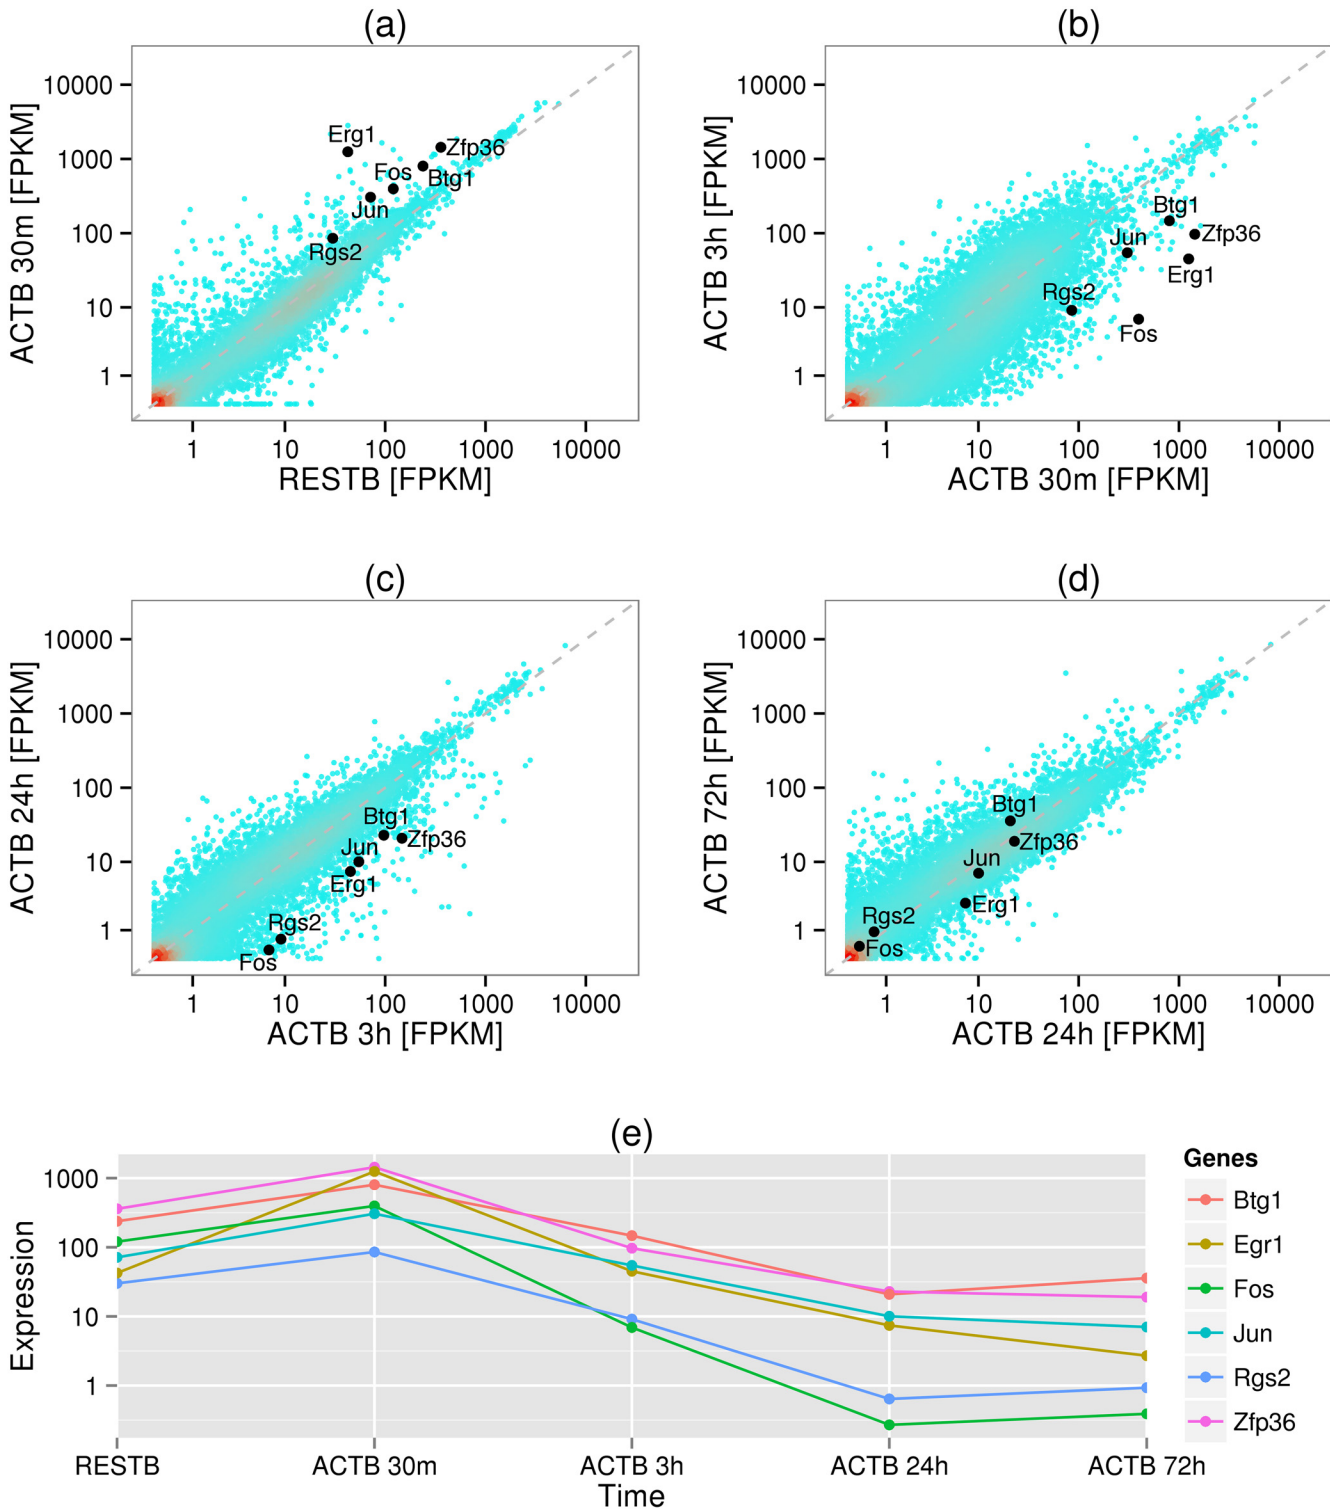 (a)
ACTB 30m [FPKM]
10000
1000
100
10
1
Erg1
Zfp36
Fos
Btg1
Jun
Rgs2
1 10 100 1000 10000
RESTB [FPKM]
(b)
ACTB 3h [FPKM]
10000
1000
100
10
1
Btg1
Jun
Zfp36
Erg1
Rgs2
Fos
1 10 100 1000 10000
ACTB 30m [FPKM]
(c)
ACTB 24h [FPKM]
10000
1000
100
10
1
Btg1
Zfp36
Jun
Erg1
Rgs2
Fos
1 10 100 1000 10000
ACTB 3h [FPKM]
(d)
ACTB 72h [FPKM]
10000
1000
100
10
1
Btg1
Zfp36
Jun
Erg1
Rgs2
Fos
1 10 100 1000 10000
ACTB 24h [FPKM]
(e)
Expression
1000
100
10
1
RESTB ACTB 30m ACTB 3h ACTB 24h ACTB 72h
Time
Genes
Btg1
Egr1
Fos
Jun
Rgs2
Zfp36